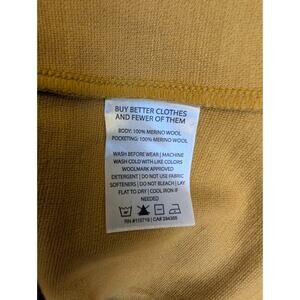 BUY BETTER CLOTHES
AND FEWER OF THEM
BODY: 100% MERINO WOOL
POCKETING: 100% MERINO WOOL
WASH BEFORE WEAR | MACHINE
WASH COLD WITH LIKE COLORS
WOOLMARK APPROVED
DETERGENT | DO NOT USE FABRIC
SOFTENERS | DO NOT BLEACH | LAY
FLAT TO DRY | COOL IRON IF
NEEDED